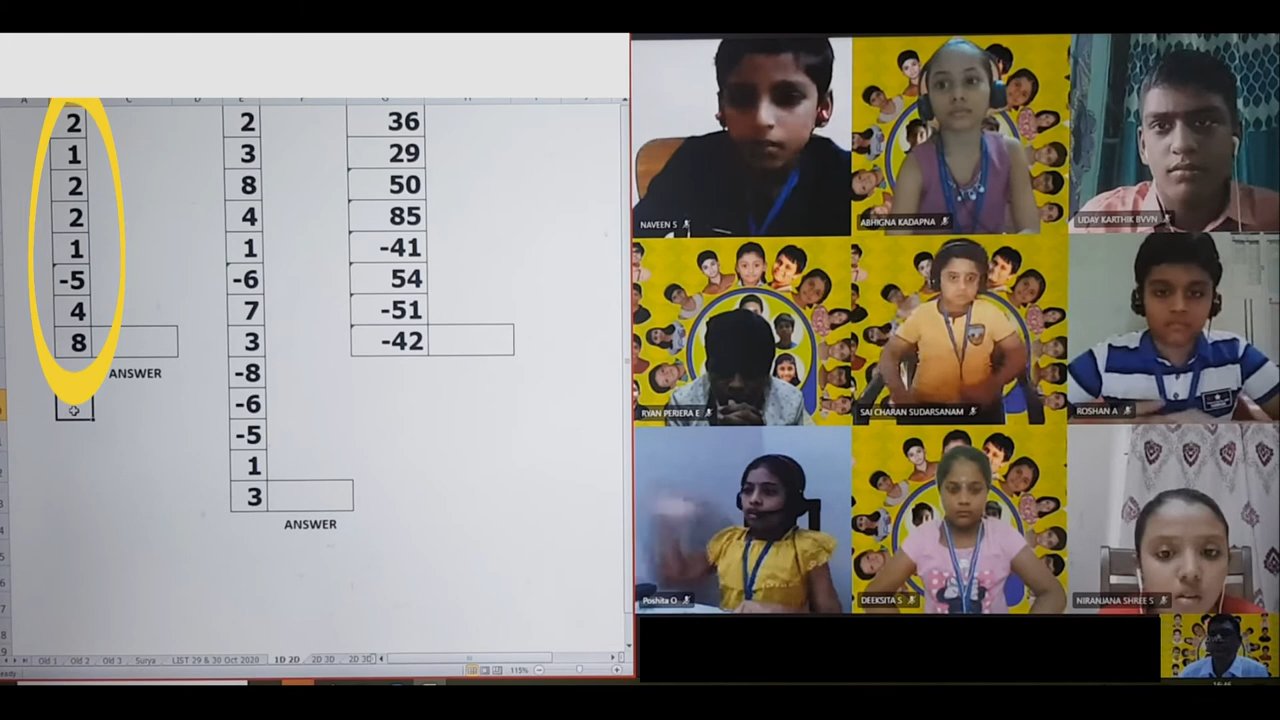 A C D E F G H
2
1
2
2
1
-5
4
8
ANSWER
2
3
8
4
1
-6
7
3
-8
-6
-5
1
3
ANSWER
36
29
50
85
-41
54
-51
-42
Old 1 Old 2 Old 3 Surya LIST 29 & 30 Oct 2020 1D 2D 2D 3D 2D 3D
115%
NAVEEN S
ABHIGNA KADAPNA
UDAY KARTHIK BVVN
RYAN PERIERA E
SAI CHARAN SUDARSANAM
ROSHAN A
Poshita O
DEEKSITA S
NIRANJANA SHREE S